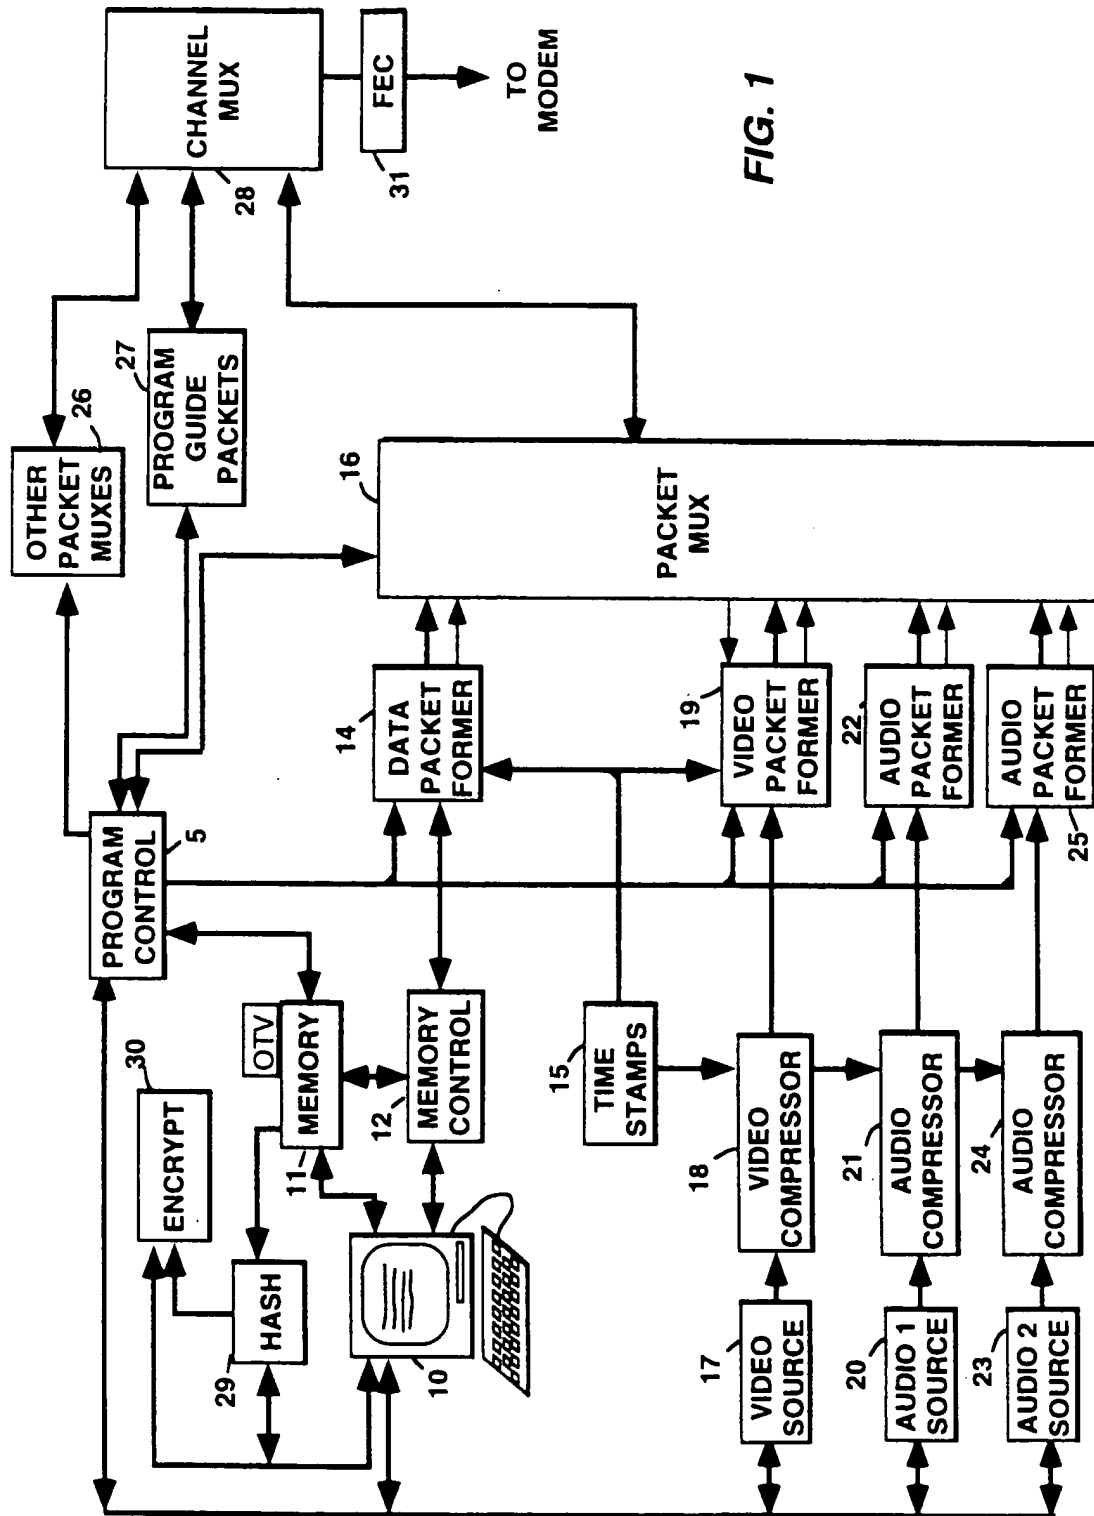 CHANNEL
MUX
28
FEC
31
TO
MODEM
FIG. 1
OTHER
PACKET
MUXES
26
PROGRAM
GUIDE
PACKETS
27
PACKET
MUX
16
PROGRAM
CONTROL
5
DATA
PACKET
FORMER
14
VIDEO
PACKET
FORMER
19
AUDIO
PACKET
FORMER
22
AUDIO
PACKET
FORMER
25
ENCRYPT
30
OTV
MEMORY
11
MEMORY
CONTROL
12
TIME
STAMPS
15
VIDEO
COMPRESSOR
18
AUDIO
COMPRESSOR
21
AUDIO
COMPRESSOR
24
HASH
29
10
VIDEO
SOURCE
17
AUDIO 1
SOURCE
20
AUDIO 2
SOURCE
23